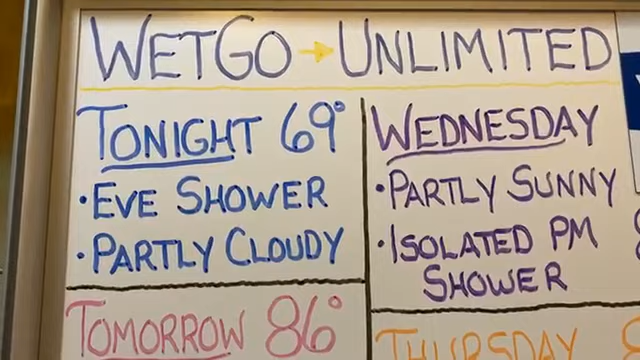 WETGO → UNLIMITED
TONIGHT 69°
• EVE SHOWER
• PARTLY CLOUDY
WEDNESDAY
• PARTLY SUNNY
• ISOLATED PM
SHOWER
TOMORROW 86°
THURSDAY